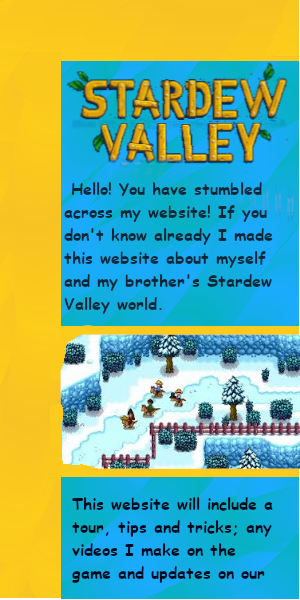 STARDEW
VALLEY
Hello! You have stumbled
across my website! If you
don't know already I made
this website about myself
and my brother's Stardew
Valley world.
This website will include a
tour, tips and tricks; any
videos I make on the
game and updates on our